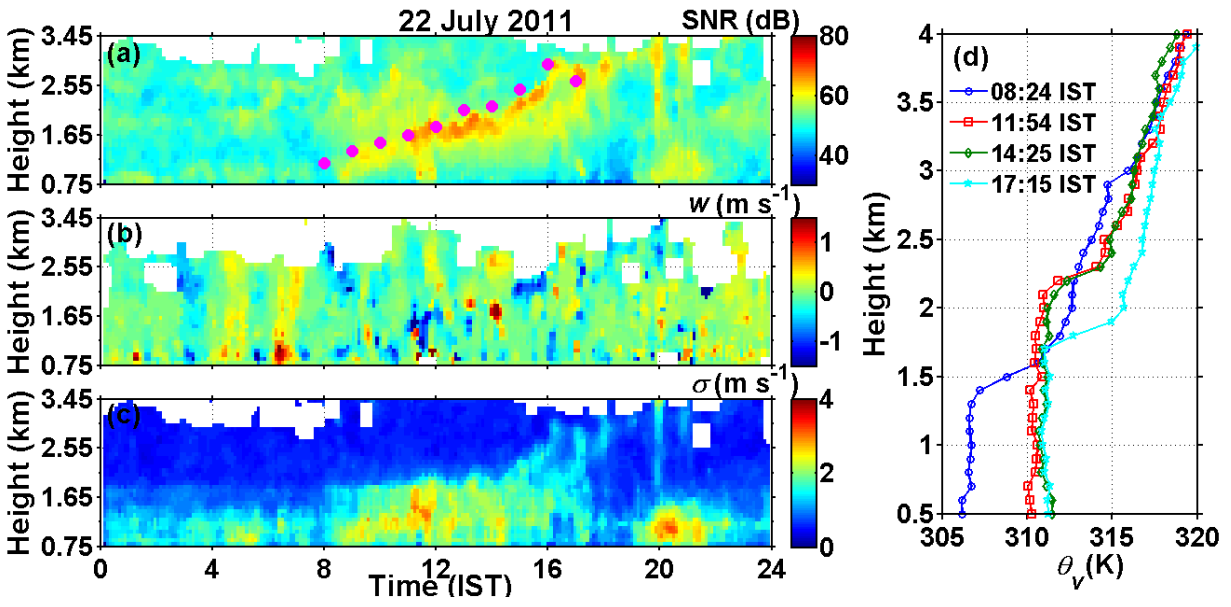 22 July 2011 SNR (dB)
(a)
Height (km)
3.45
2.55
1.65
0.75
80
60
40
w (m s-1)
(b)
Height (km)
3.45
2.55
1.65
0.75
1
0
-1
σ (m s-1)
(c)
Height (km)
3.45
2.55
1.65
0.75
4
2
0
0 4 8 12 16 20 24
Time (IST)
(d)
08:24 IST
11:54 IST
14:25 IST
17:15 IST
Height (km)
4
3.5
3
2.5
2
1.5
1
0.5
305 310 315 320
θv(K)